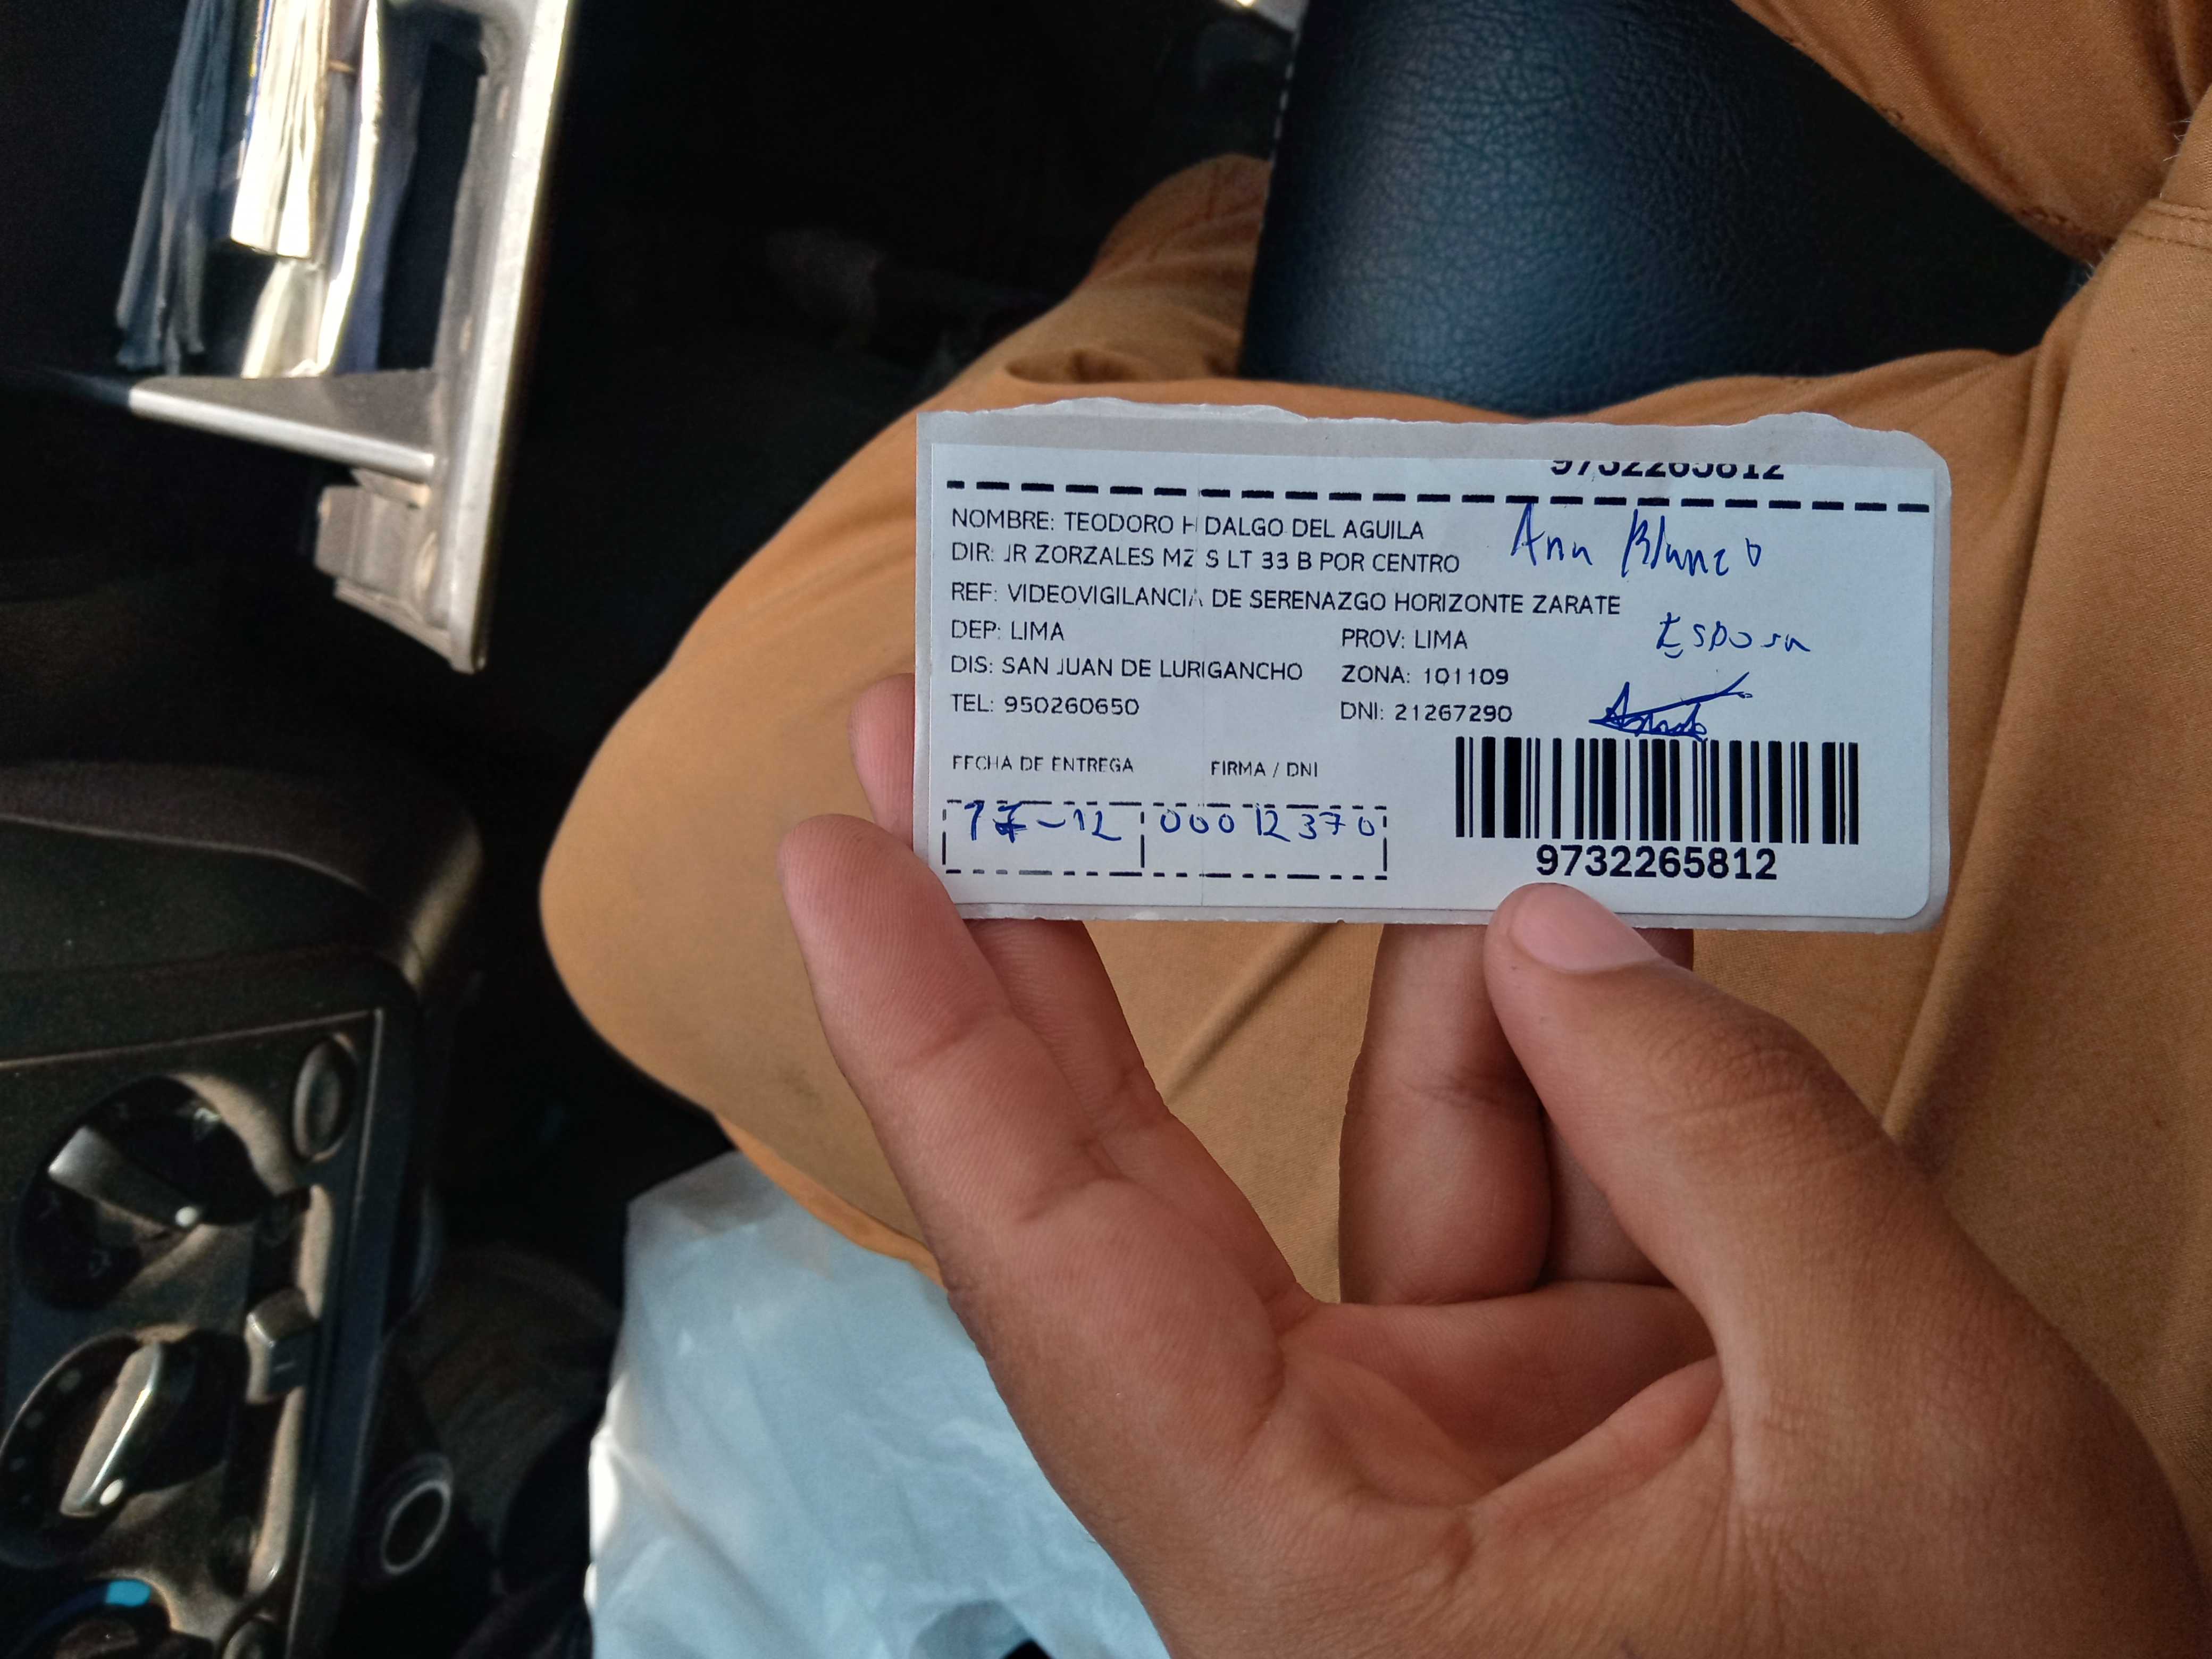 9732265812
NOMBRE: TEODORO HIDALGO DEL AGUILA
Ana Blanco
DIR: JR ZORZALES MZ S LT 33 B POR CENTRO
REF: VIDEOVIGILANCIA DE SERENAZGO HORIZONTE ZARATE
DEP: LIMA PROV: LIMA
Esposa
DIS: SAN JUAN DE LURIGANCHO ZONA: 101109
TEL: 950260650 DNI: 21267290
FECHA DE ENTREGA FIRMA / DNI
17-12 00012370
9732265812